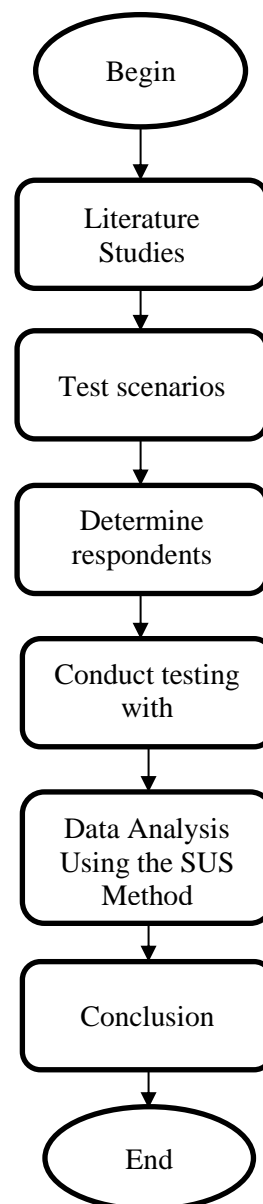 Begin
Literature
Studies
Test scenarios
Determine
respondents
Conduct testing
with
Data Analysis
Using the SUS
Method
Conclusion
End